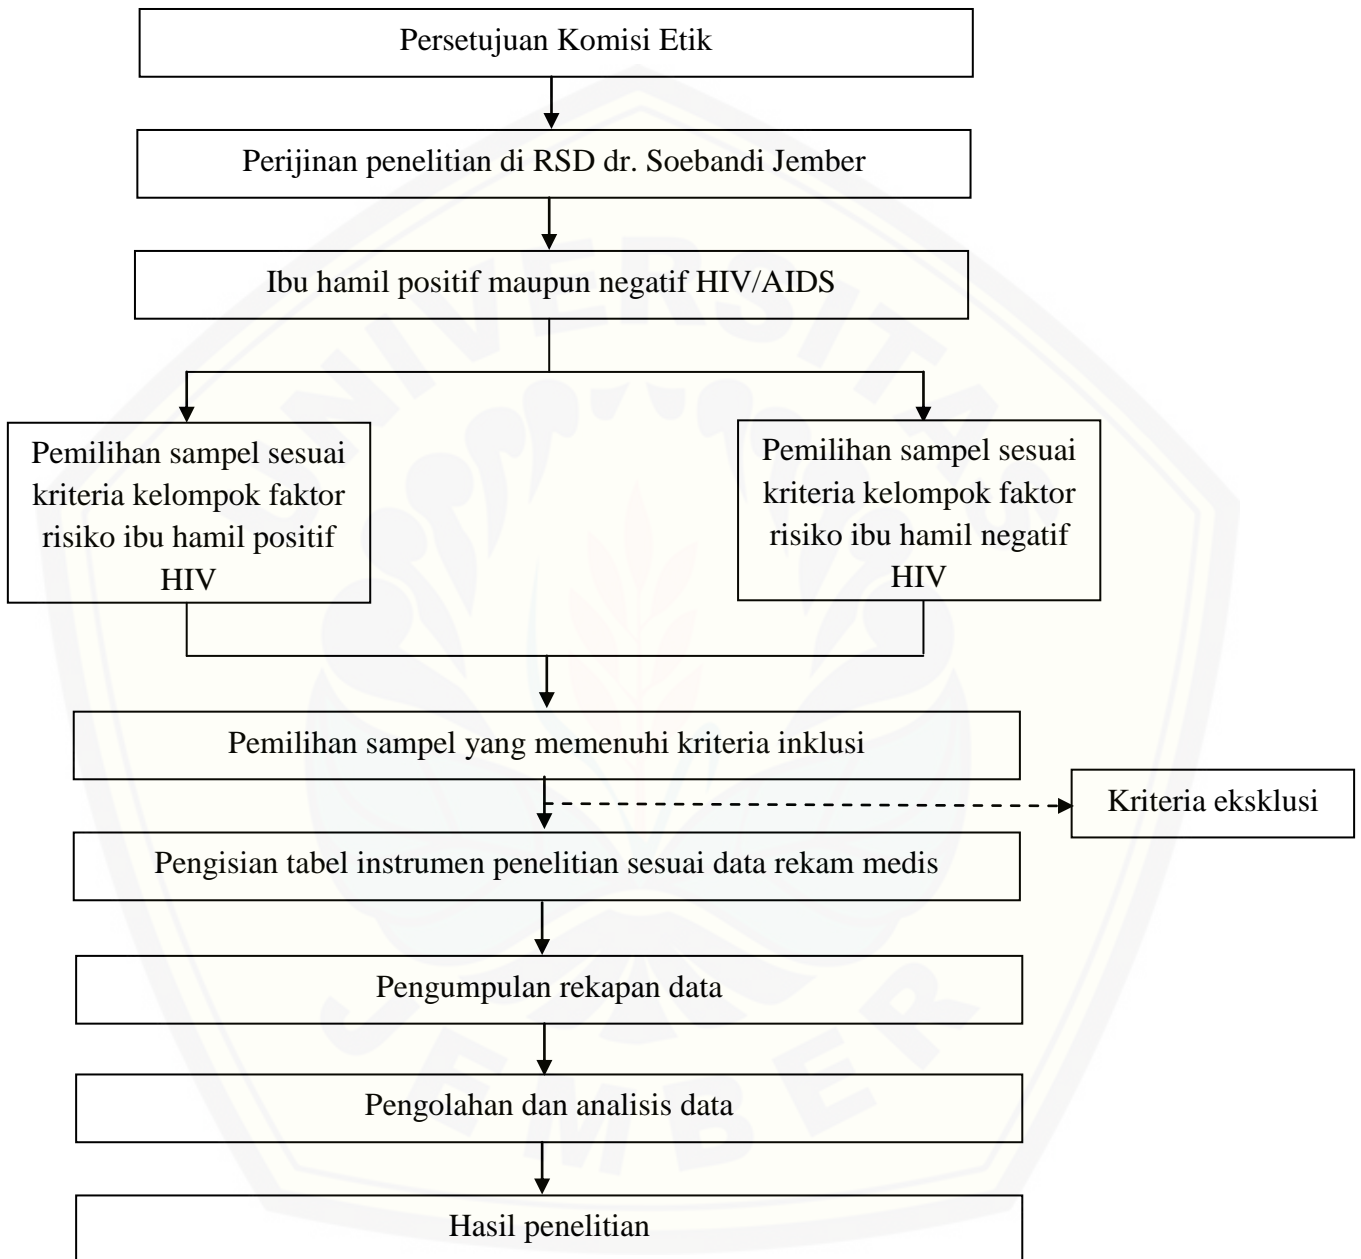 Persetujuan Komisi Etik
Perijinan penelitian di RSD dr. Soebandi Jember
Ibu hamil positif maupun negatif HIV/AIDS
Pemilihan sampel sesuai
kriteria kelompok faktor
risiko ibu hamil positif
HIV
Pemilihan sampel sesuai
kriteria kelompok faktor
risiko ibu hamil negatif
HIV
Pemilihan sampel yang memenuhi kriteria inklusi
Kriteria eksklusi
Pengisian tabel instrumen penelitian sesuai data rekam medis
Pengumpulan rekapan data
Pengolahan dan analisis data
Hasil penelitian
UNIVERSITAS
JEMBER